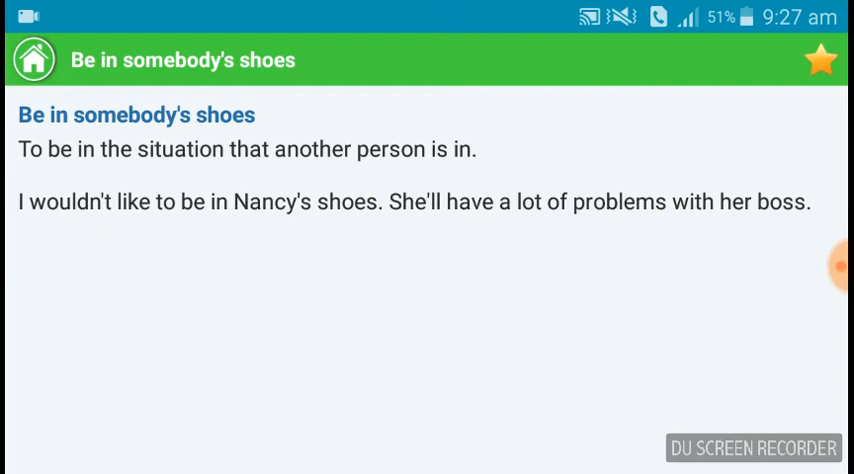 51% 9:27 am
Be in somebody's shoes
Be in somebody's shoes
To be in the situation that another person is in.
I wouldn't like to be in Nancy's shoes. She'll have a lot of problems with her boss.
DU SCREEN RECORDER